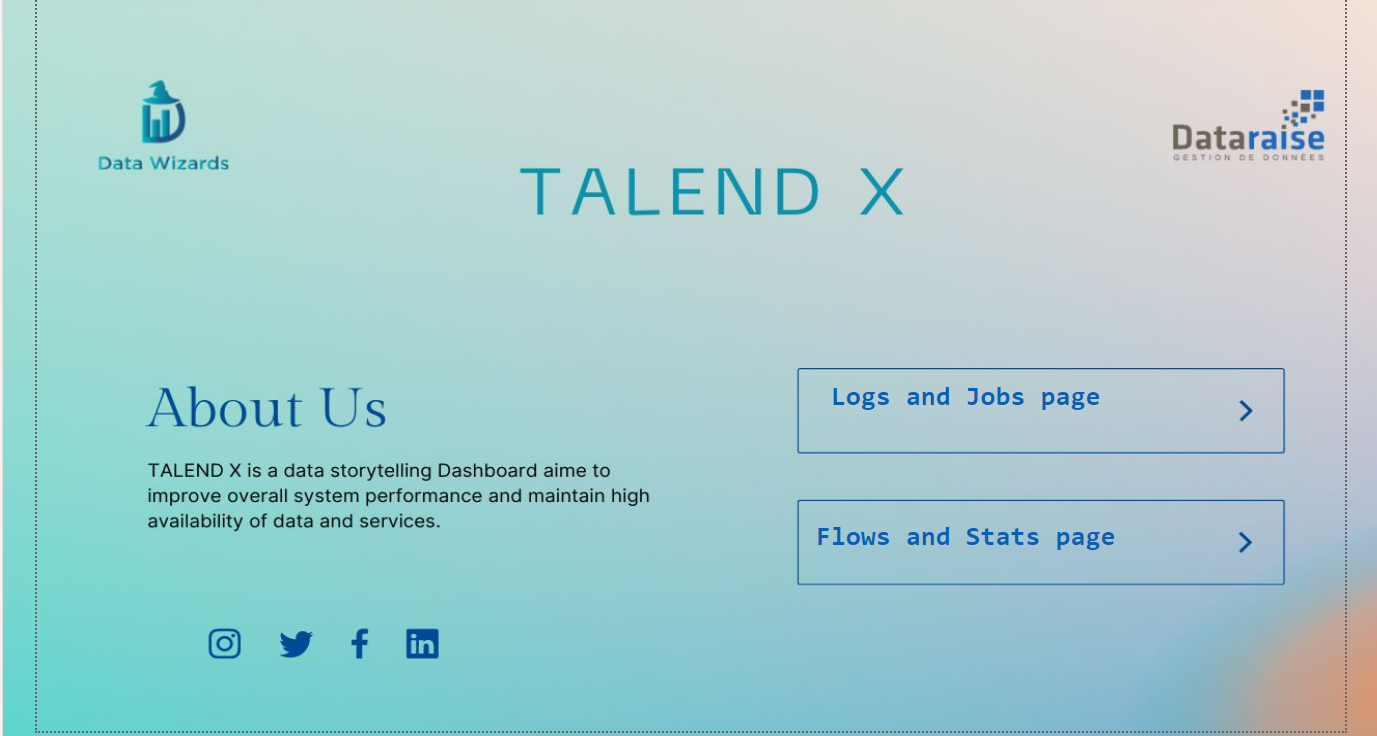 Data Wizards
Dataraise
GESTION DE DONNÉES
TALEND X
About Us
TALEND X is a data storytelling Dashboard aime to
improve overall system performance and maintain high
availability of data and services.
Logs and Jobs page
Flows and Stats page